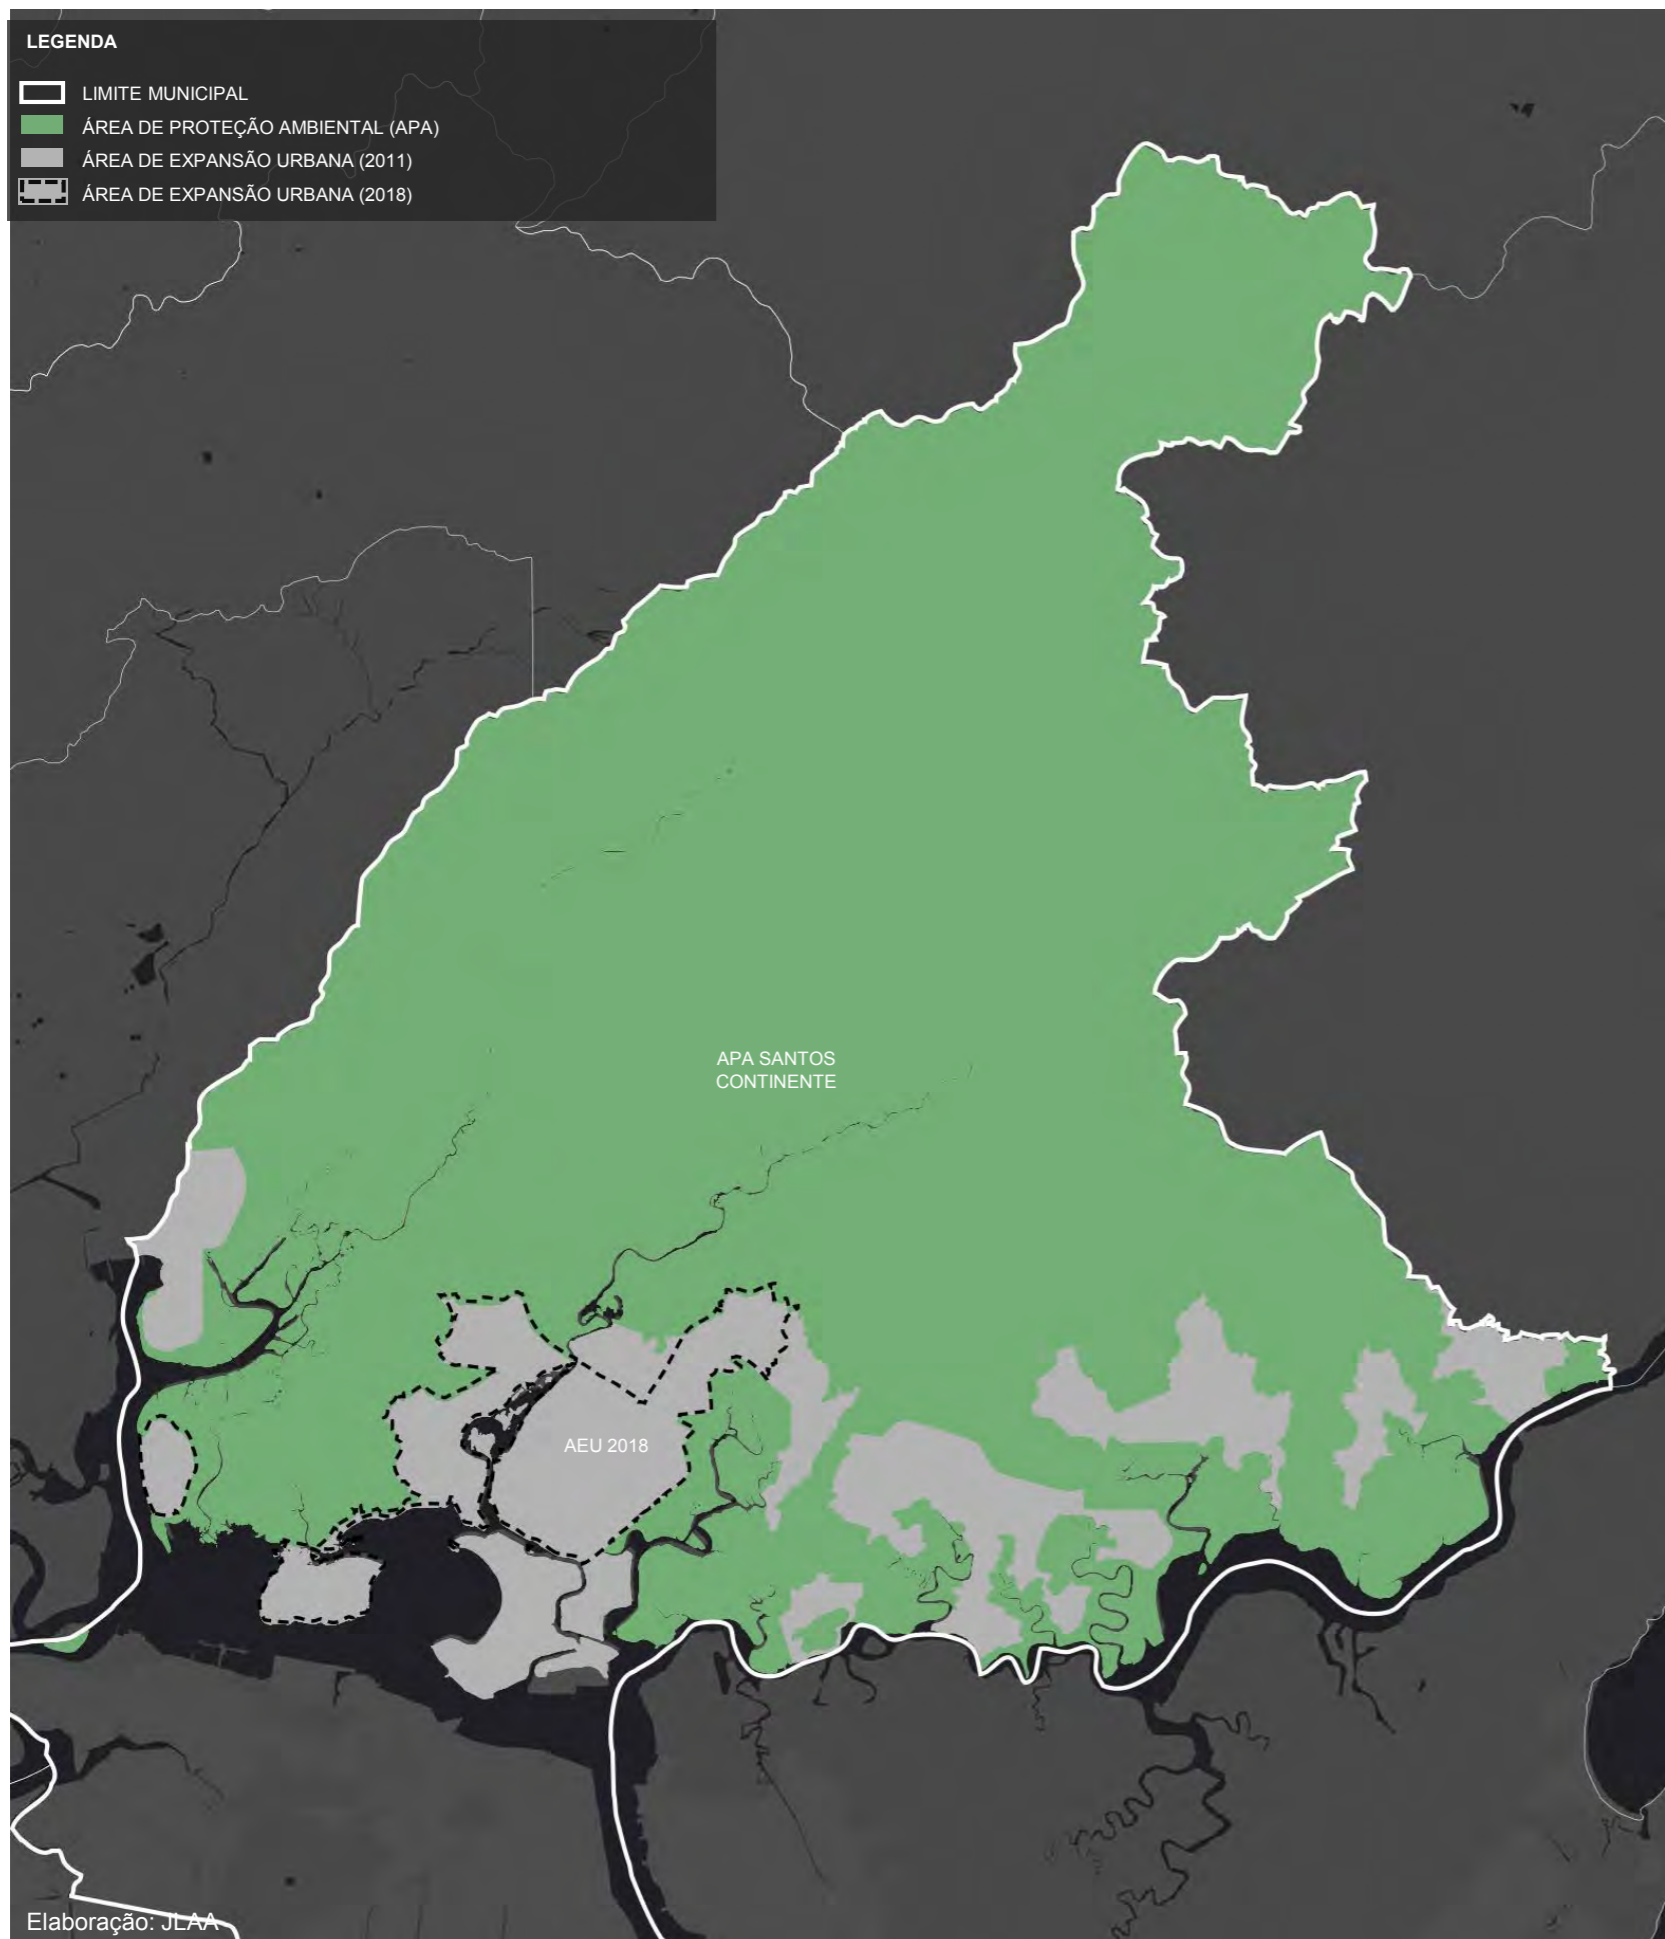 LEGENDA
LIMITE MUNICIPAL
ÁREA DE PROTEÇÃO AMBIENTAL (APA)
ÁREA DE EXPANSÃO URBANA (2011)
ÁREA DE EXPANSÃO URBANA (2018)
APA SANTOS
CONTINENTE
AEU 2018
Elaboração: JLAA